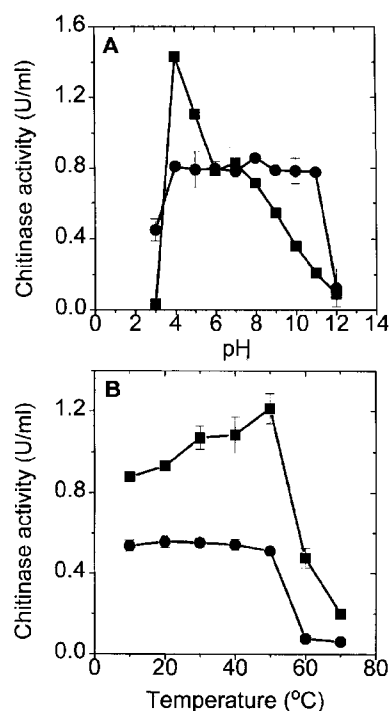 A
Chitinase activity (U/ml)
1.6
1.2
0.8
0.4
0.0
0 2 4 6 8 10 12 14
pH
B
Chitinase activity (U/ml)
1.2
0.8
0.4
0.0
0 20 40 60 80
Temperature (ºC)